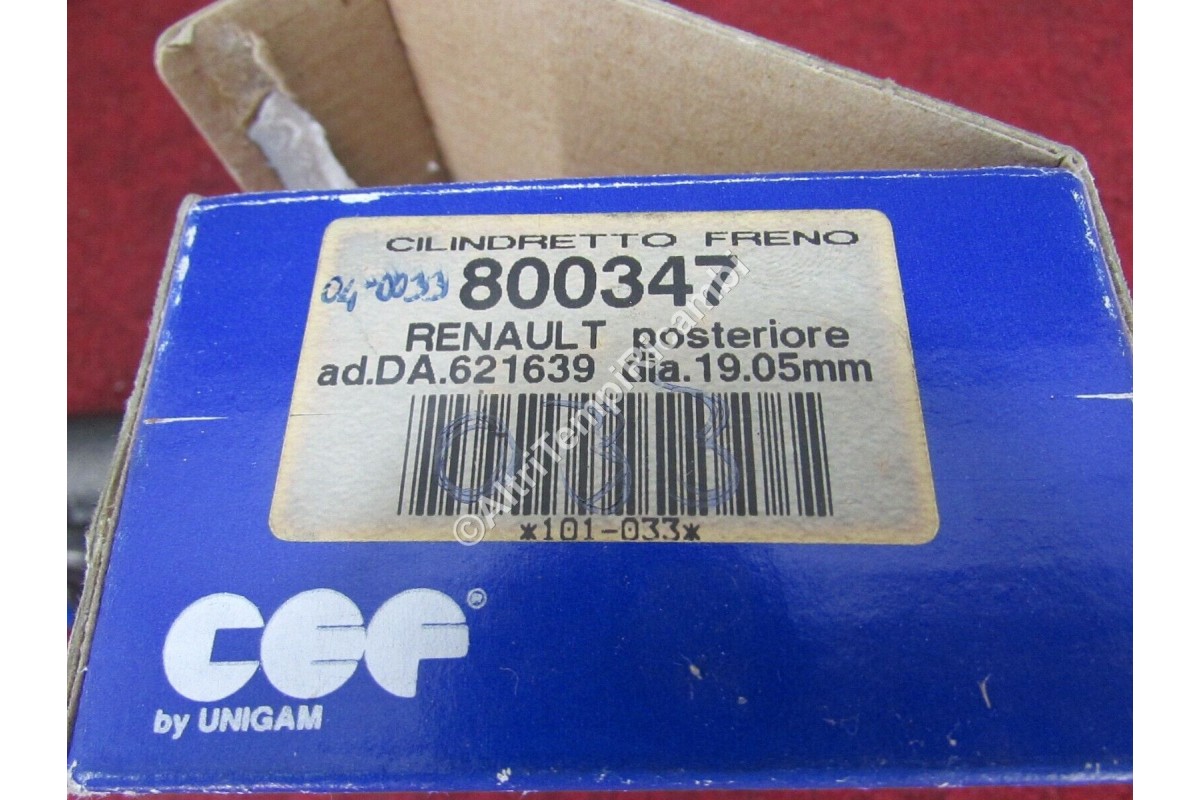 CILINDRETTO FRENO
04-0033 800347
RENAULT posteriore
ad.DA.621639 dia.19.05mm
033
*101-033*
©AltriTempiRicambi
CEF®
by UNIGAM